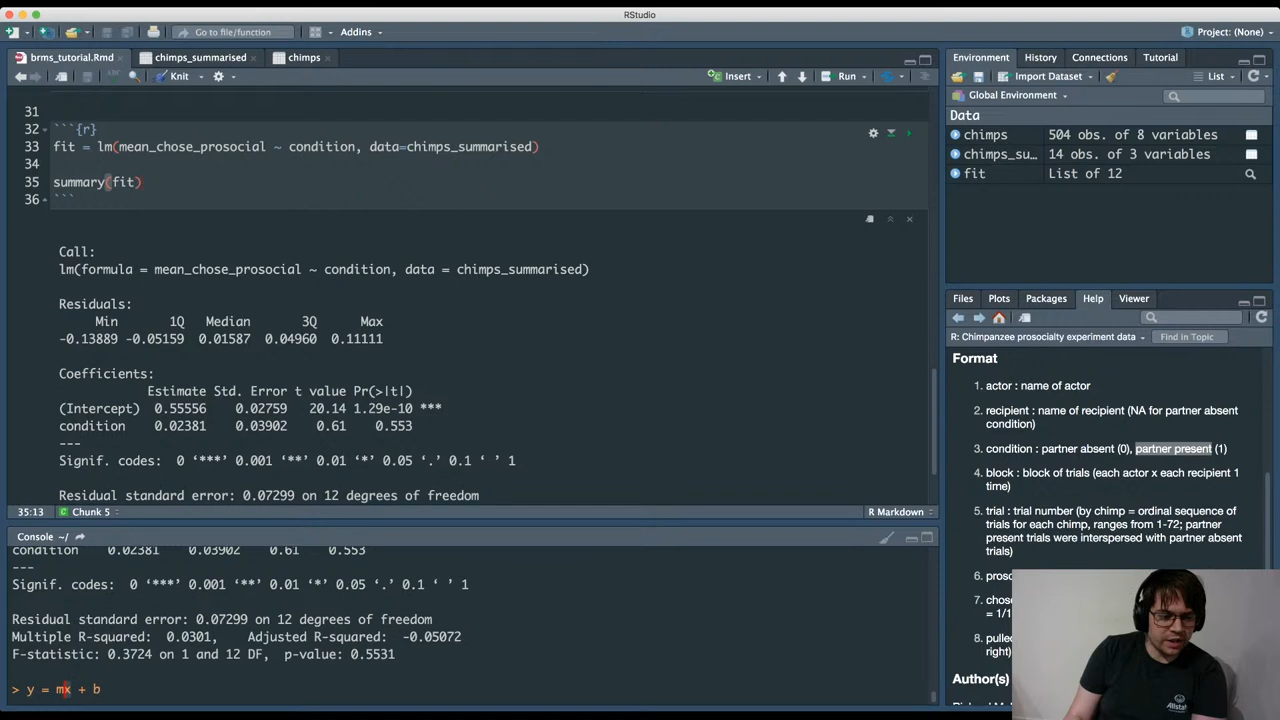 RStudio
Go to file/function
Addins
Project: (None)
brms_tutorial.Rmd
chimps_summarised
chimps
Knit
Insert
Run
31
32 ```{r}
33 fit = lm(mean_chose_prosocial ~ condition, data=chimps_summarised)
34
35 summary(fit)
36 ```
Call:
lm(formula = mean_chose_prosocial ~ condition, data = chimps_summarised)
Residuals:
Min 1Q Median 3Q Max
-0.13889 -0.05159 0.01587 0.04960 0.11111
Coefficients:
Estimate Std. Error t value Pr(>|t|)
(Intercept) 0.55556 0.02759 20.14 1.29e-10 ***
condition 0.02381 0.03902 0.61 0.553
---
Signif. codes: 0 ‘***’ 0.001 ‘**’ 0.01 ‘*’ 0.05 ‘.’ 0.1 ‘ ’ 1
Residual standard error: 0.07299 on 12 degrees of freedom
35:13
Chunk 5
R Markdown
Console ~/
condition 0.02381 0.03902 0.61 0.553
---
Signif. codes: 0 ‘***’ 0.001 ‘**’ 0.01 ‘*’ 0.05 ‘.’ 0.1 ‘ ’ 1
Residual standard error: 0.07299 on 12 degrees of freedom
Multiple R-squared: 0.0301, Adjusted R-squared: -0.05072
F-statistic: 0.3724 on 1 and 12 DF, p-value: 0.5531
> y = mx + b
Environment
History
Connections
Tutorial
Import Dataset
List
Global Environment
Data
chimps 504 obs. of 8 variables
chimps_su… 14 obs. of 3 variables
fit List of 12
Files
Plots
Packages
Help
Viewer
R: Chimpanzee prosocialty experiment data
Find in Topic
Format
1. actor : name of actor
2. recipient : name of recipient (NA for partner absent
condition)
3. condition : partner absent (0), partner present (1)
4. block : block of trials (each actor x each recipient 1
time)
5. trial : trial number (by chimp = ordinal sequence of
trials for each chimp, ranges from 1-72; partner
present trials were interspersed with partner absent
trials)
6.
7.
= 1/1
8. pulled
right)
Author(s)
Allstate